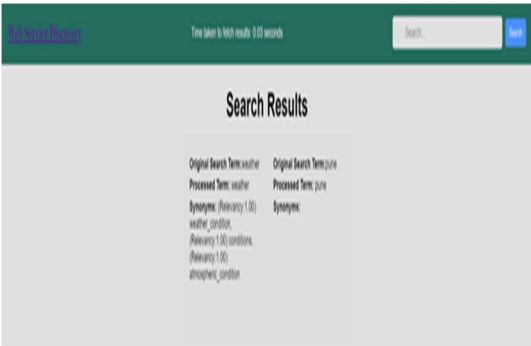 Web Service Discovery
Time taken to fetch results: 0.03 seconds
Search...
Search
Search Results
Original Search Term:weather
Processed Term: weather
Synonyms: (Relevancy:1.00)
weather_condition,
(Relevancy:1.00) conditions,
(Relevancy:1.00)
atmospheric_condition
Original Search Term:pune
Processed Term: pune
Synonyms: